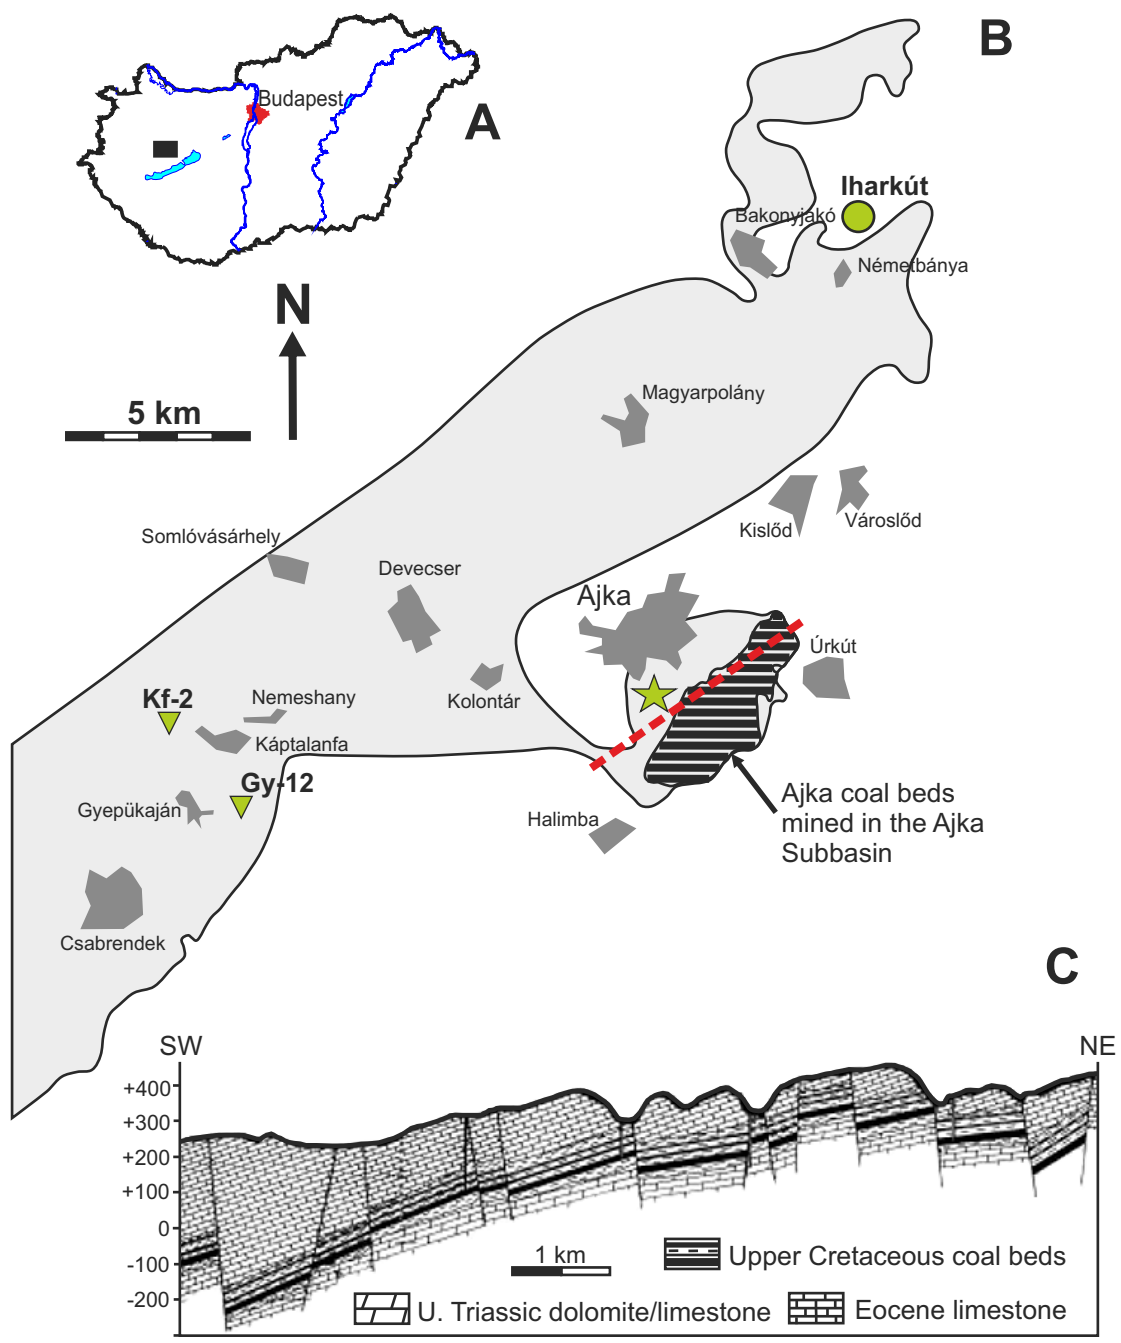 B
Budapest
A
Iharkút
Bakonyjákó
Németbánya
N
Magyarpolány
5 km
Városlőd
Kislőd
Somlóvásárhely
Devecser
Ajka
Úrkút
Kf-2
Nemeshany
Kolontár
Káptalanfa
Gy-12
Gyepükaján
Halimba
Ajka coal beds
mined in the Ajka
Subbasin
Csabrendek
C
SW
NE
+400
+300
+200
+100
0
-100
-200
1 km
Upper Cretaceous coal beds
U. Triassic dolomite/limestone
Eocene limestone